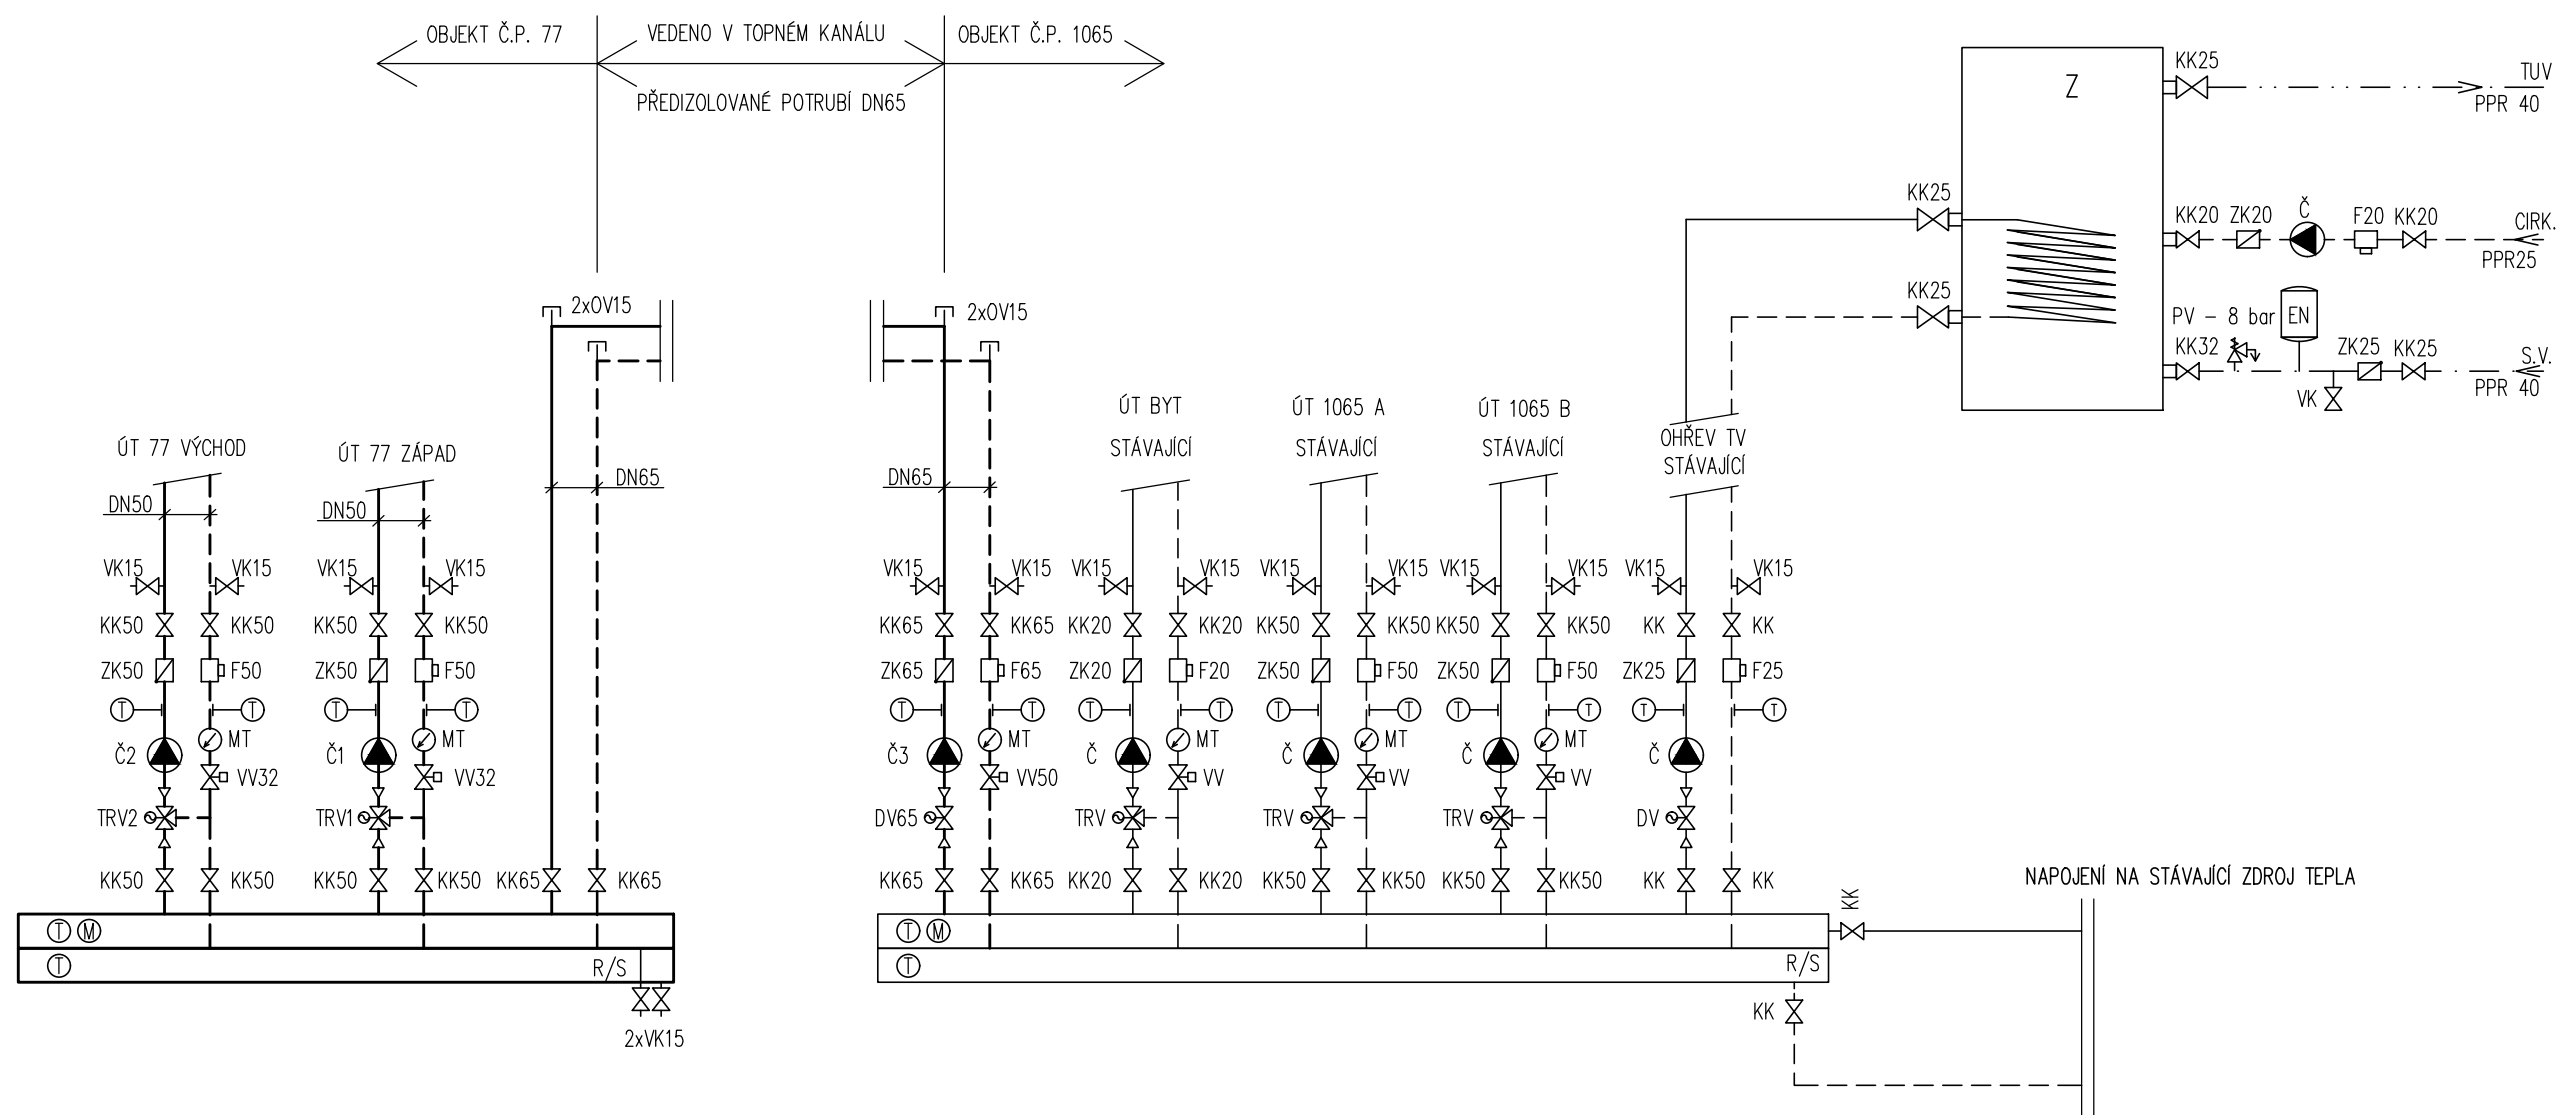 OBJEKT Č.P. 77
VEDENO V TOPNÉM KANÁLU
OBJEKT Č.P. 1065
PŘEDIZOLOVANÉ POTRUBÍ DN65
Z
KK25
TUV
PPR 40
KK25
KK20 ZK20 Č F20 KK20 CIRK.
PPR25
KK25
PV - 8 bar EN
KK32 ZK25 KK25 S.V.
PPR 40
VK
2xOV15
2xOV15
ÚT BYT
STÁVAJÍCÍ
ÚT 1065 A
STÁVAJÍCÍ
ÚT 1065 B
STÁVAJÍCÍ
OHŘEV TV
STÁVAJÍCÍ
ÚT 77 VÝCHOD
ÚT 77 ZÁPAD
DN50 DN50 DN65 DN65
VK15 VK15 VK15 VK15 VK15 VK15 VK15 VK15 VK15 VK15 VK15 VK15 VK15 VK15
KK50 KK50 KK50 KK50 KK65 KK65 KK20 KK20 KK50 KK50 KK50 KK50 KK KK
ZK50 F50 ZK50 F50 ZK65 F65 ZK20 F20 ZK50 F50 ZK50 F50 ZK25 F25
T T T T T T T T T T T T T T
Č2 MT Č1 MT Č3 MT Č MT Č MT Č MT Č
VV32 VV32 VV50 VV VV VV
TRV2 TRV1 DV65 TRV TRV TRV DV
KK50 KK50 KK50 KK50 KK65 KK65 KK65 KK65 KK20 KK20 KK50 KK50 KK50 KK50 KK KK
T M
T
R/S
2xVK15
T M
T
R/S
KK
KK
NAPOJENÍ NA STÁVAJÍCÍ ZDROJ TEPLA